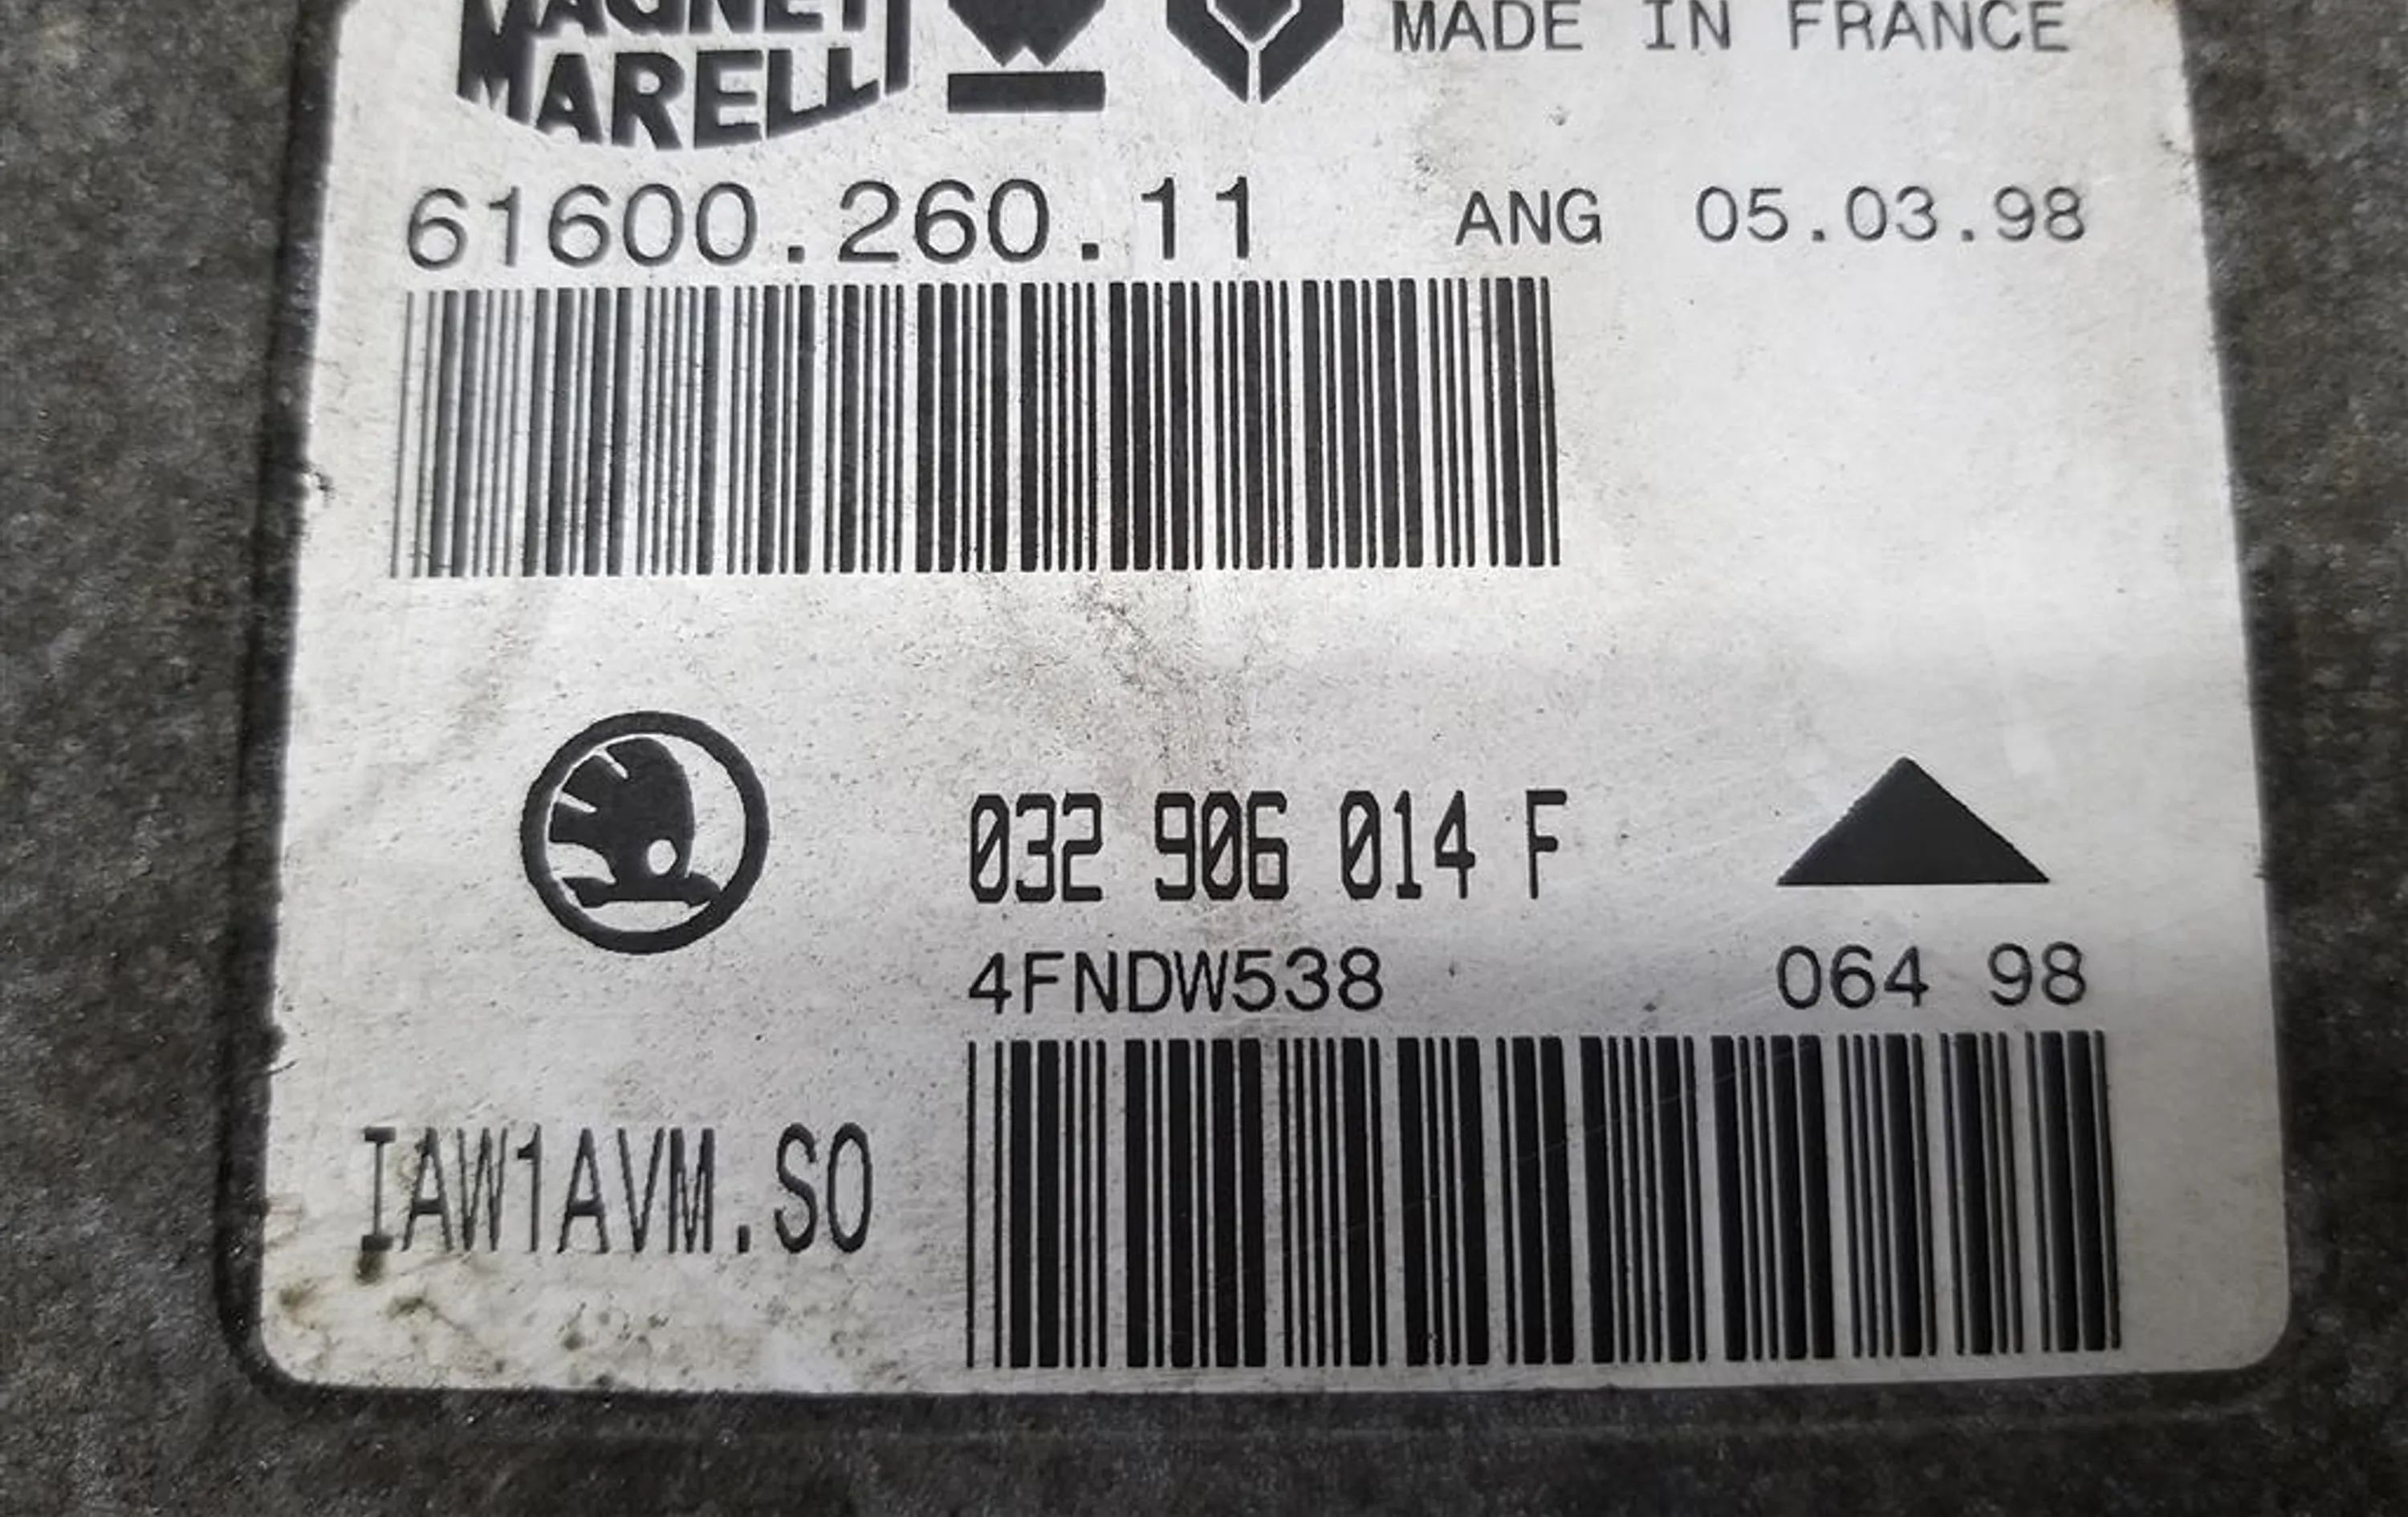 MAGNETI
MARELLI
MADE IN FRANCE
61600.260.11 ANG 05.03.98
032 906 014 F
4FNDW538 064 98
IAW1AVM.SO